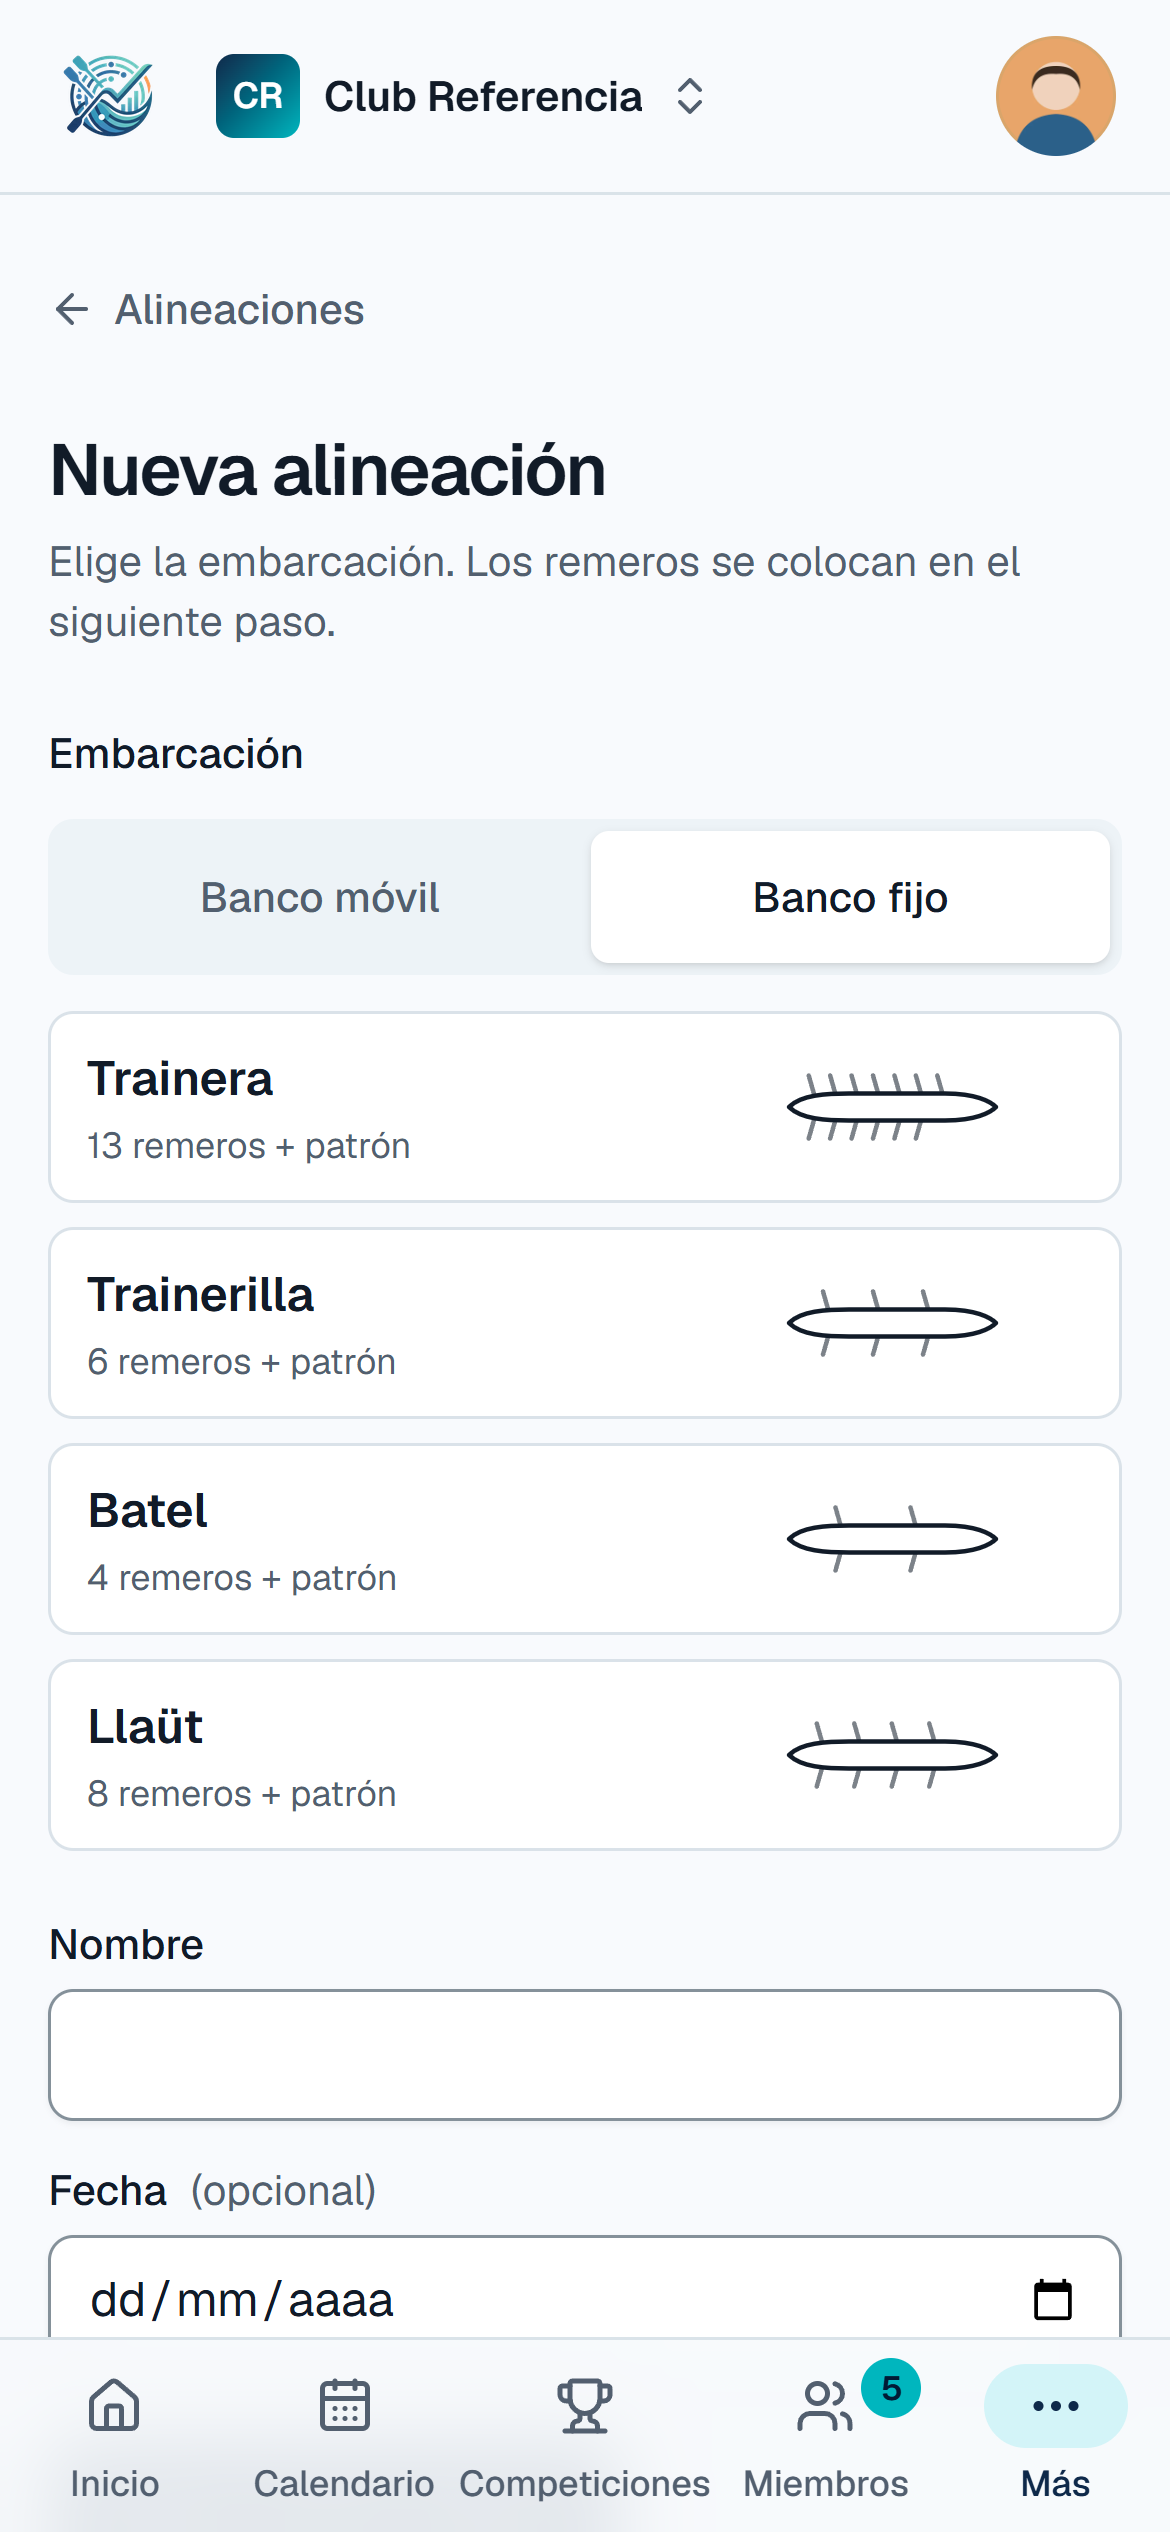 CR Club Referencia
Alineaciones
Nueva alineación
Elige la embarcación. Los remeros se colocan en el
siguiente paso.
Embarcación
Banco móvil Banco fijo
Trainera
13 remeros + patrón
Trainerilla
6 remeros + patrón
Batel
4 remeros + patrón
Llaüt
8 remeros + patrón
Nombre
Fecha (opcional)
dd/mm/aaaa
5
Inicio Calendario Competiciones Miembros Más